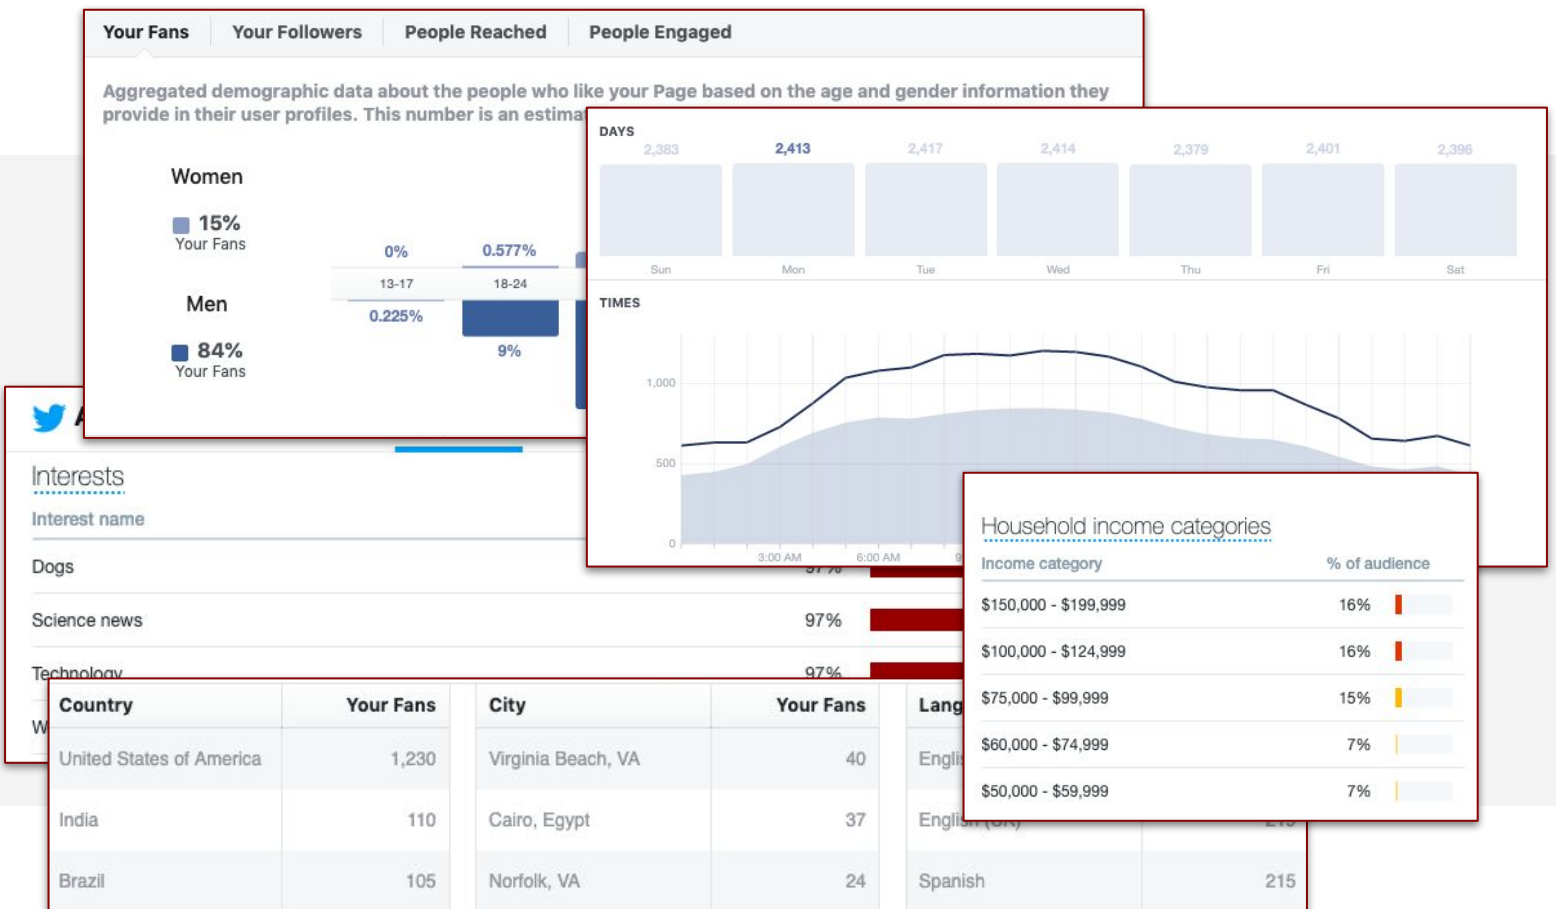 Your Fans
Your Followers
People Reached
People Engaged
Aggregated demographic data about the people who like your Page based on the age and gender information they
provide in their user profiles. This number is an
Women
15%
Your Fans
Men
84%
Your Fans
0%
0.577%
13-17
18-24
0.225%
9%
DAYS
2,383
2,413
2,417
2,414
2,379
2,401
2,396
Sun
Mon
Tue
Wed
Thu
Fri
Sat
TIMES
1,000
500
0
3:00 AM
6:00 AM
Interests
Interest name
Dogs
97%
Science news
97%
Technology
97%
Household income categories
Income category
% of audience
$150,000 - $199,999
16%
$100,000 - $124,999
16%
$75,000 - $99,999
15%
$60,000 - $74,999
7%
$50,000 - $59,999
7%
Country
Your Fans
City
Your Fans
United States of America
1,230
Virginia Beach, VA
40
India
110
Cairo, Egypt
37
English (UK)
Brazil
105
Norfolk, VA
24
Spanish
215